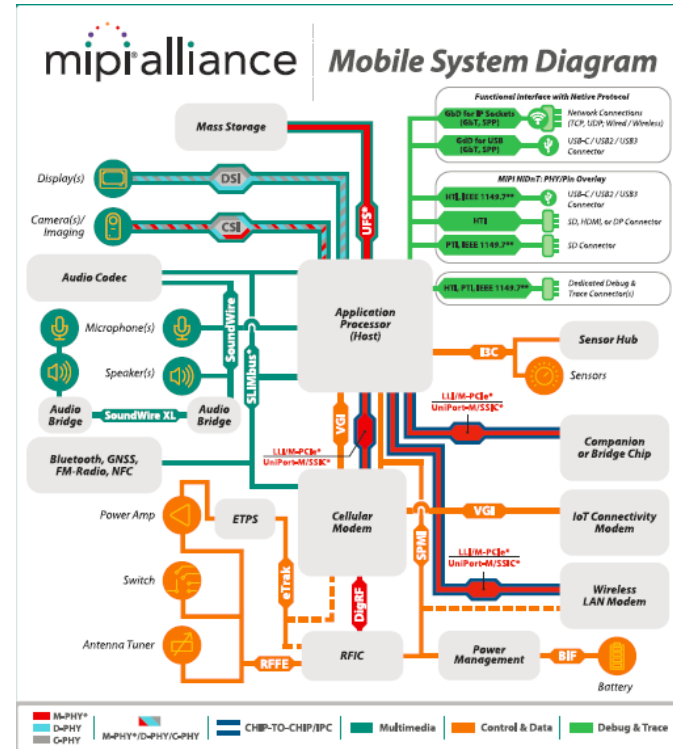 mipi alliance
Mobile System Diagram
Functional Interface with Native Protocol
GbD for IP Sockets
(GbT, SPP)
Network Connections
(TCP, UDP, Wired / Wireless)
GdD for USB
(GbT, SPP)
USB-C / USB2 / USB3
Connector
MIPI NIDnT: PHY/Pin Overlay
HTI, IEEE 1149.7**
USB-C / USB2 / USB3
Connector
HTI
SD, HDMI, or DP Connector
PTI, IEEE 1149.7**
SD Connector
HTI, PTI, IEEE 1149.7**
Dedicated Debug &
Trace Connector(s)
Mass Storage
Display(s)
DSI
Camera(s)/
Imaging
CSI
UFS*
Audio Codec
Application
Processor
(Host)
Microphone(s)
SoundWire
SLIMbus*
Speaker(s)
Audio
Bridge
SoundWire XL
Audio
Bridge
I3C
Sensor Hub
Sensors
VGI
LLI/M-PCIe*
UniPort-M/SSIC*
LLI/M-PCIe*
UniPort-M/SSIC*
Companion
or Bridge Chip
Bluetooth, GNSS,
FM-Radio, NFC
Power Amp
ETPS
Cellular
Modem
VGI
IoT Connectivity
Modem
SPMI
LLI/M-PCIe*
UniPort-M/SSIC*
Wireless
LAN Modem
Switch
eTrak
DigRF
Antenna Tuner
RFFE
RFIC
Power
Management
BIF
Battery
M-PHY*
D-PHY
C-PHY
M-PHY*/D-PHY/C-PHY
CHIP-TO-CHIP/IPC
Multimedia
Control & Data
Debug & Trace